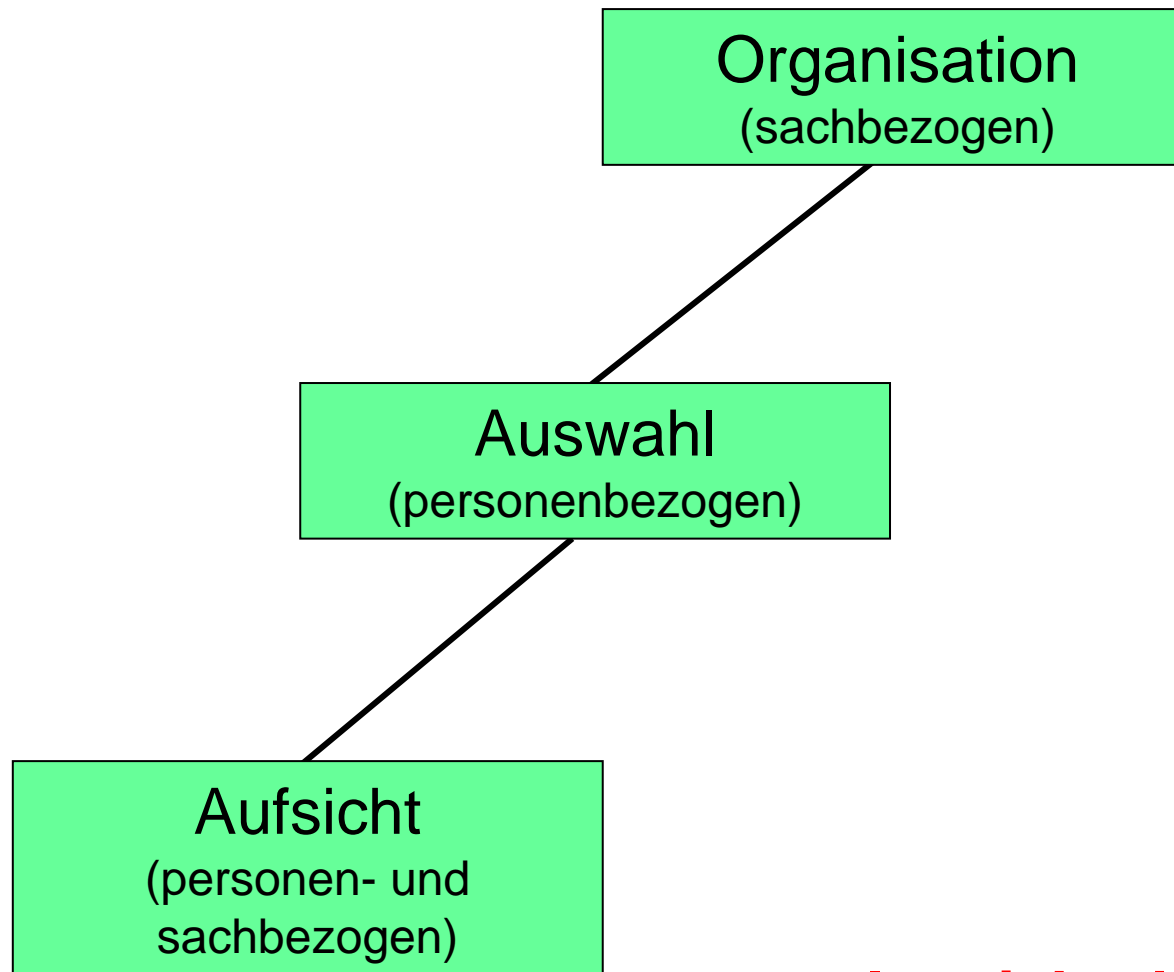 Organisation
(sachbezogen)
Auswahl
(personenbezogen)
Aufsicht
(personen- und
sachbezogen)